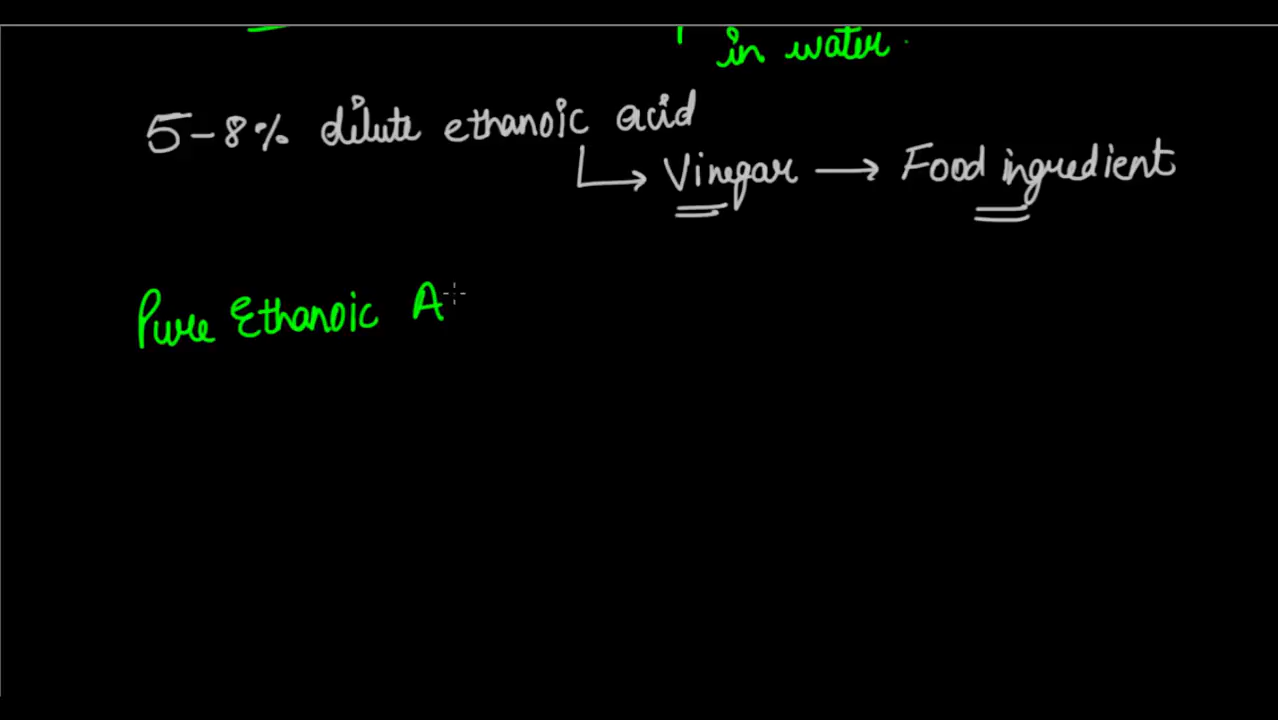 in water.
5-8% dilute ethanoic acid
↳ Vinegar → Food ingredient
Pure Ethanoic A